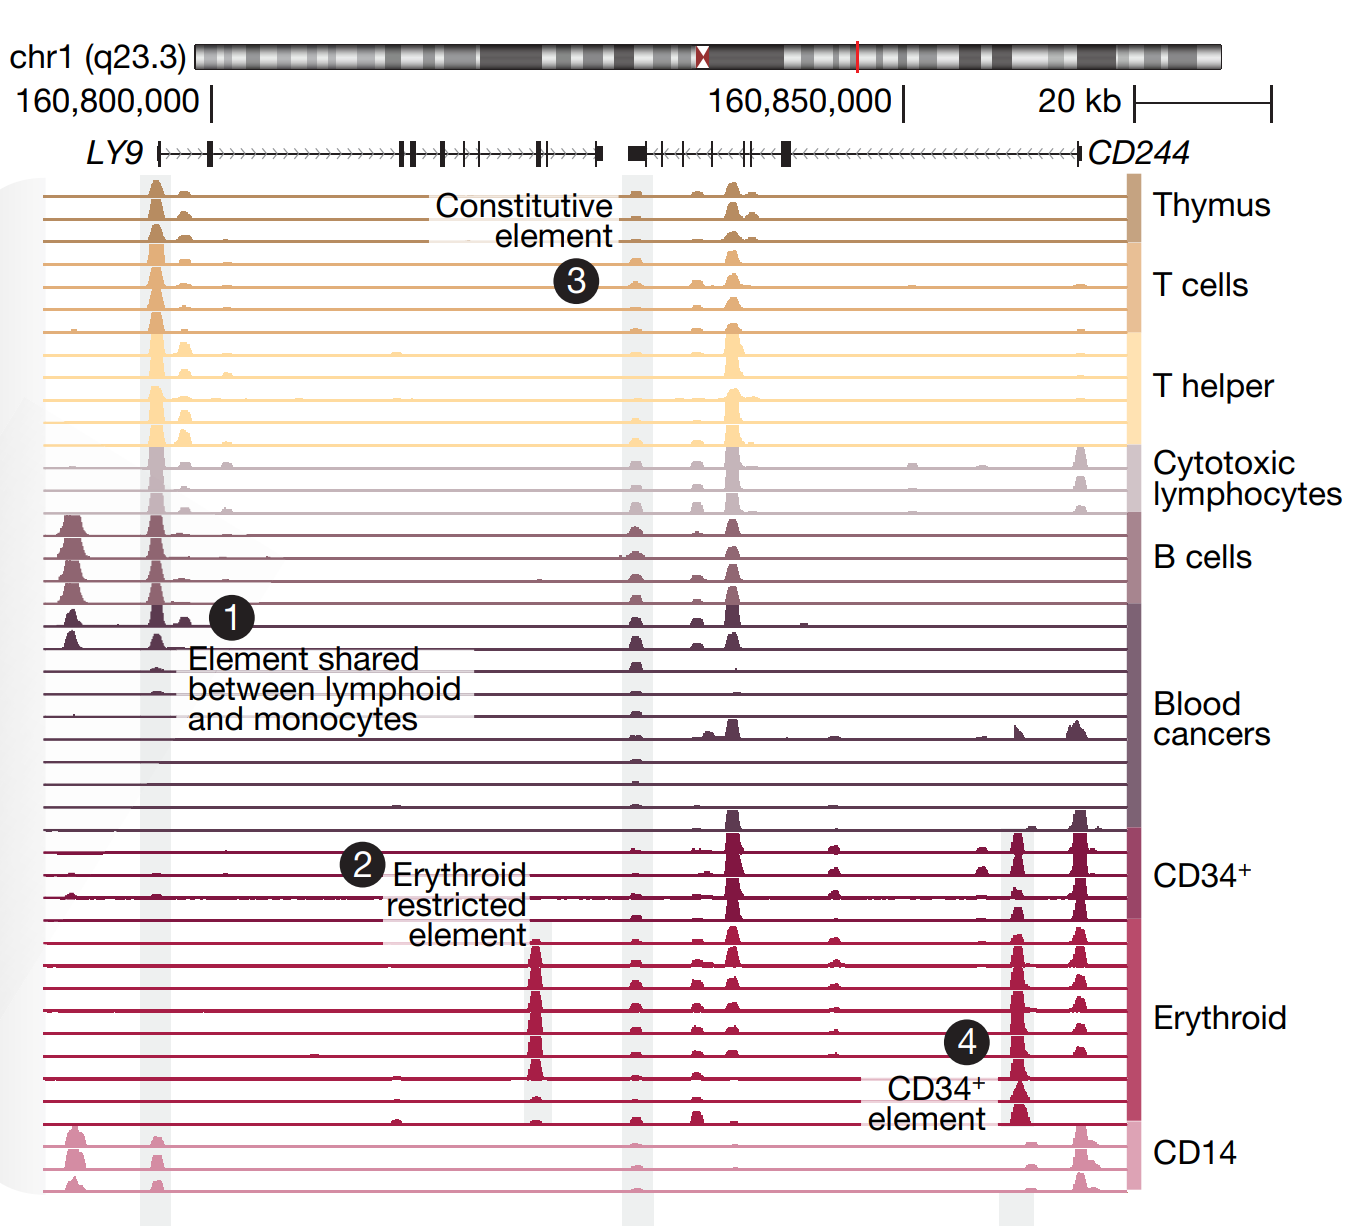 chr1 (q23.3)
160,800,000 160,850,000 20 kb
LY9 CD244
Thymus
Constitutive
element
3
T cells
T helper
Cytotoxic
lymphocytes
B cells
1
Element shared
between lymphoid
and monocytes
Blood
cancers
2
Erythroid
restricted
element
CD34⁺
Erythroid
4
CD34⁺
element
CD14